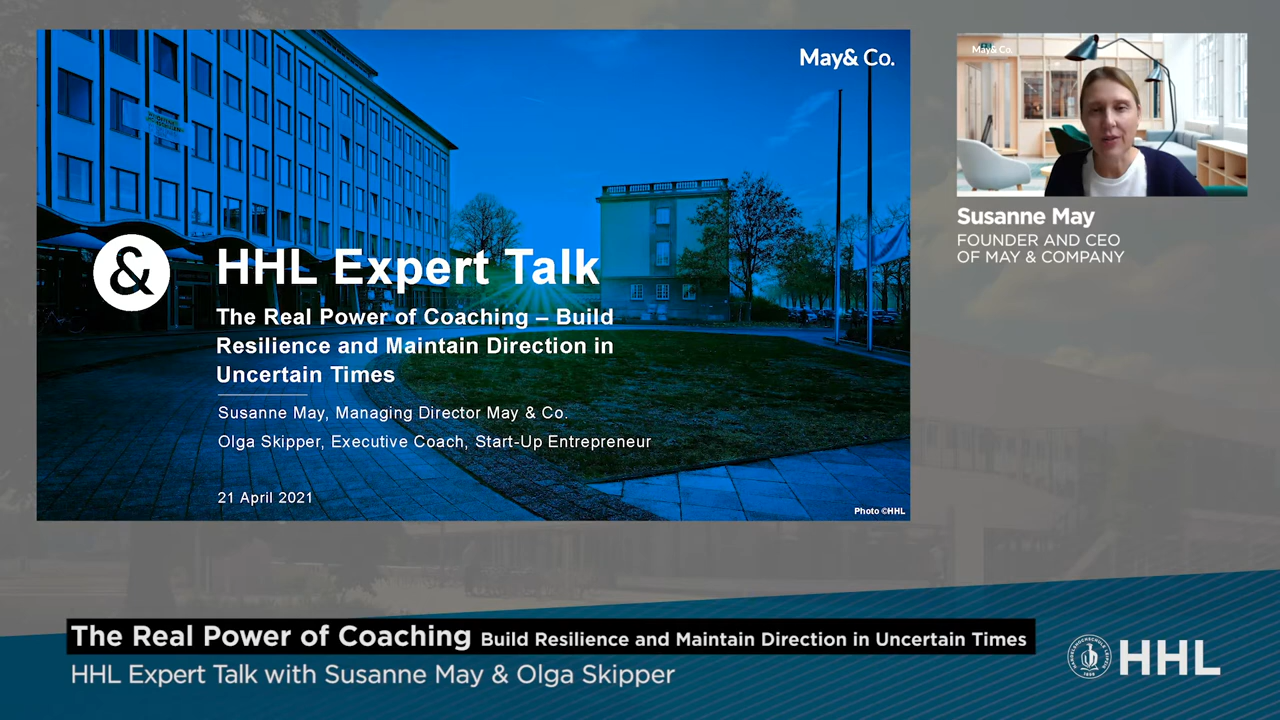 May& Co.
&
HHL Expert Talk
The Real Power of Coaching – Build
Resilience and Maintain Direction in
Uncertain Times
Susanne May, Managing Director May & Co.
Olga Skipper, Executive Coach, Start-Up Entrepreneur
21 April 2021
Photo ©HHL
May& Co.
Susanne May
FOUNDER AND CEO
OF MAY & COMPANY
The Real Power of Coaching Build Resilience and Maintain Direction in Uncertain Times
HHL Expert Talk with Susanne May & Olga Skipper
HHL